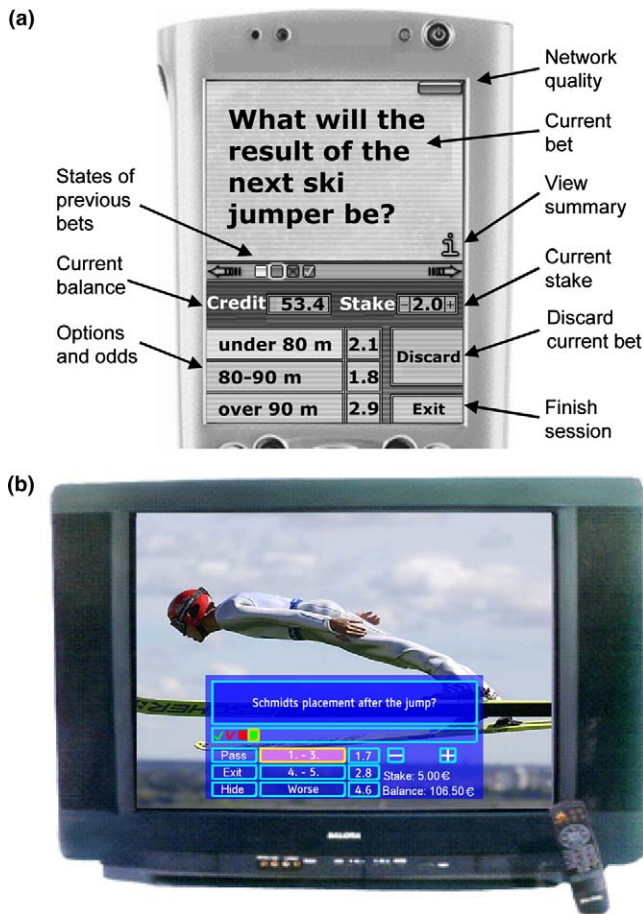 (a)
Network
quality
What will the
result of the
next ski
jumper be?
Current
bet
States of
previous
bets
View
summary
i
Current
balance
Credit 53.4 Stake -2.0+
Current
stake
Options
and odds
under 80 m 2.1
Discard
Discard
current bet
80-90 m 1.8
over 90 m 2.9 Exit
Finish
session
(b)
Schmidts placement after the jump?
Pass 1. - 3. 1.7 - +
Exit 4. - 5. 2.8 Stake: 5.00 €
Hide Worse 4.6 Balance: 106.50 €
SALORA